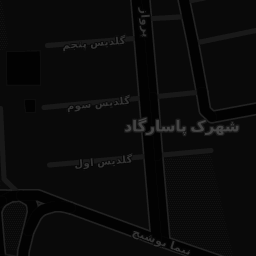 پرواز
گلدیس پنجم
گلدیس سوم
شهرک پاسارگاد
گلدیس اول
نیما یوشیج